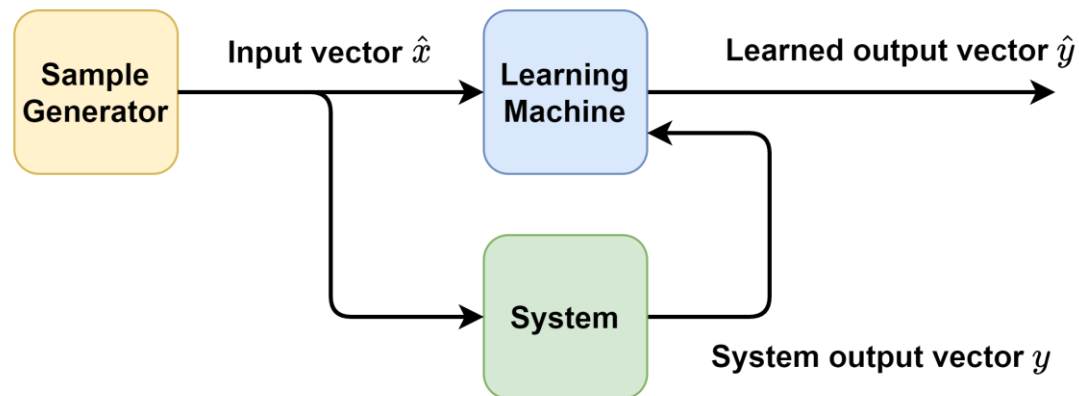 Sample
Generator
Input vector x̂
Learning
Machine
Learned output vector ŷ
System
System output vector y